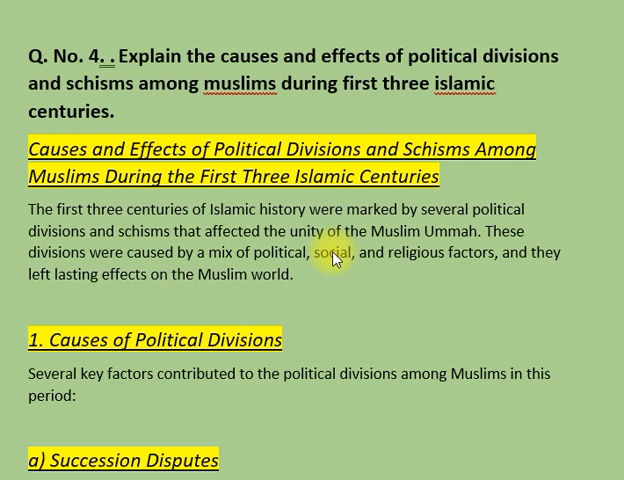 Q. No. 4. . Explain the causes and effects of political divisions
and schisms among muslims during first three islamic
centuries.
Causes and Effects of Political Divisions and Schisms Among
Muslims During the First Three Islamic Centuries
The first three centuries of Islamic history were marked by several political
divisions and schisms that affected the unity of the Muslim Ummah. These
divisions were caused by a mix of political, social, and religious factors, and they
left lasting effects on the Muslim world.
1. Causes of Political Divisions
Several key factors contributed to the political divisions among Muslims in this
period:
a) Succession Disputes